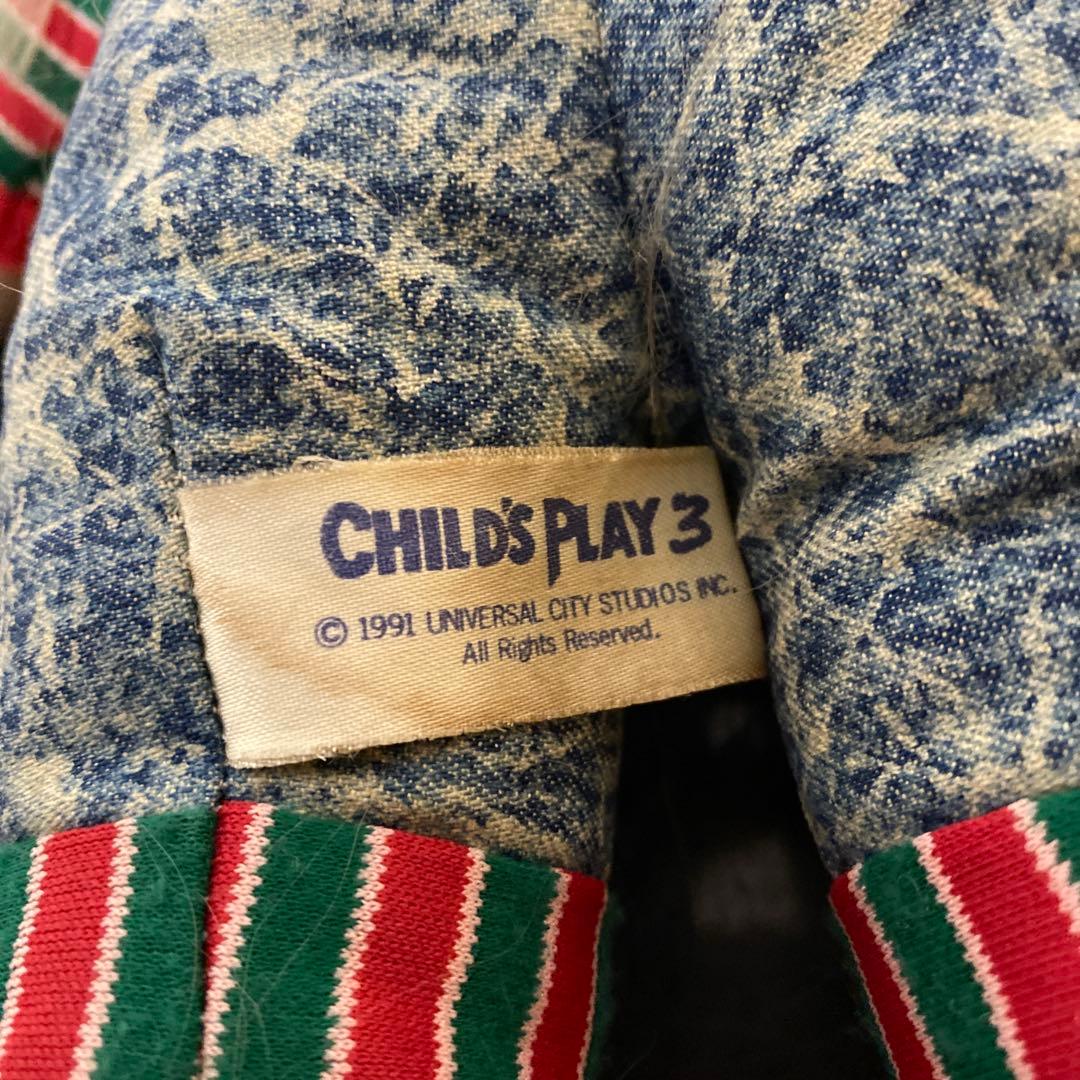 CHILD'S PLAY 3
© 1991 UNIVERSAL CITY STUDIOS INC.
All Rights Reserved.